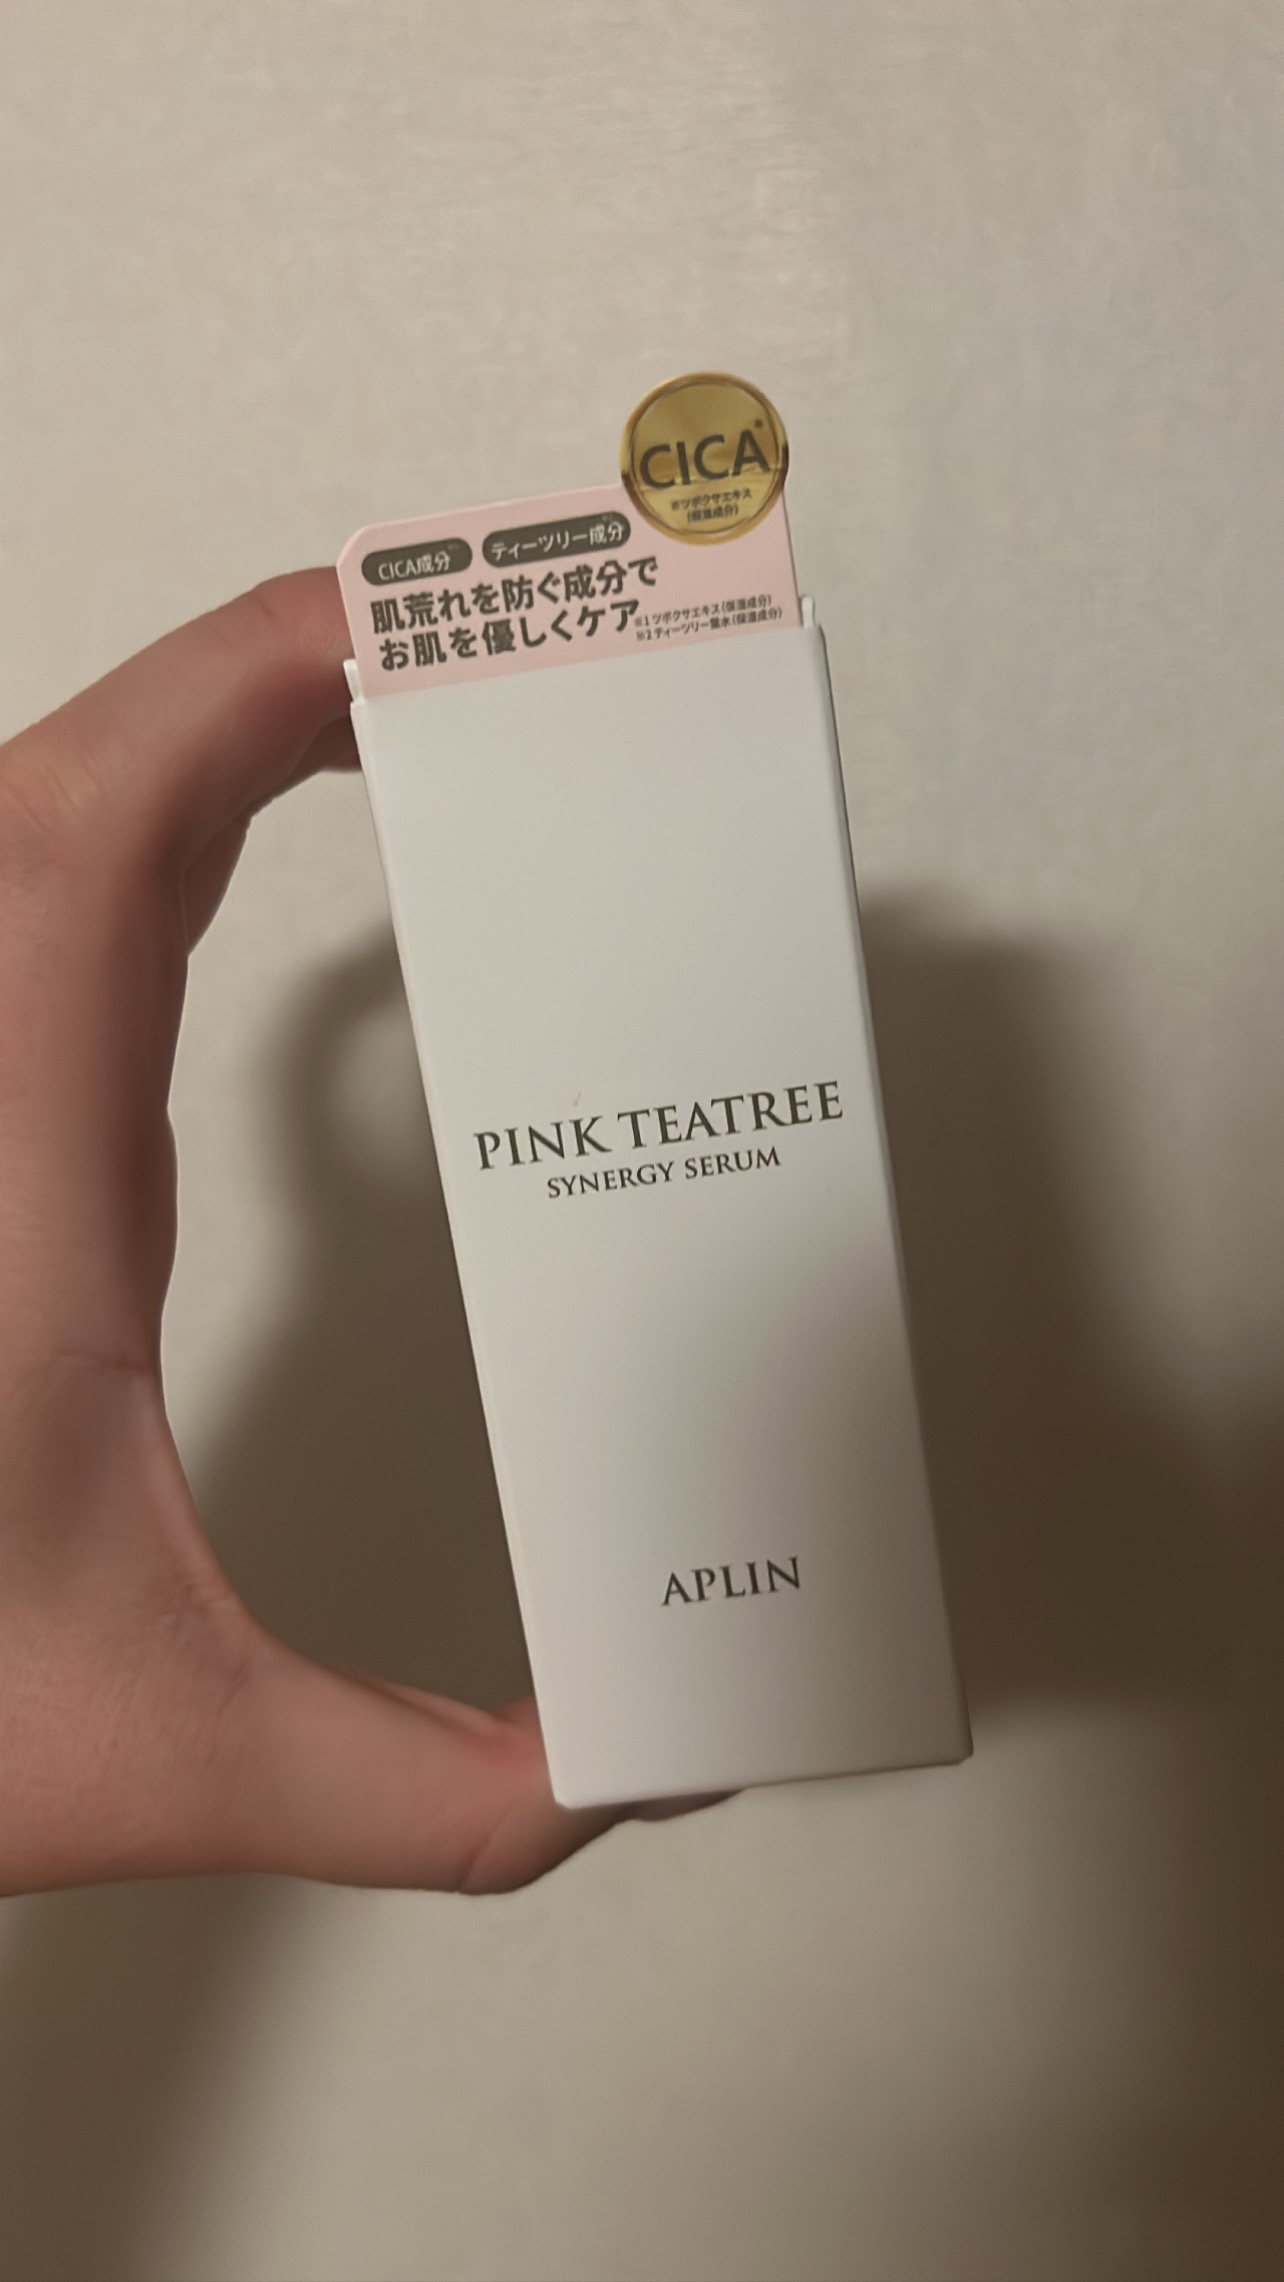 CICA※
※ツボクサエキス
(保湿成分)
CICA成分※1 ティーツリー成分※2
肌荒れを防ぐ成分で
お肌を優しくケア
※1ツボクサエキス(保湿成分)
※2ティーツリー葉水(保湿成分)
PINK TEATREE
SYNERGY SERUM
APLIN